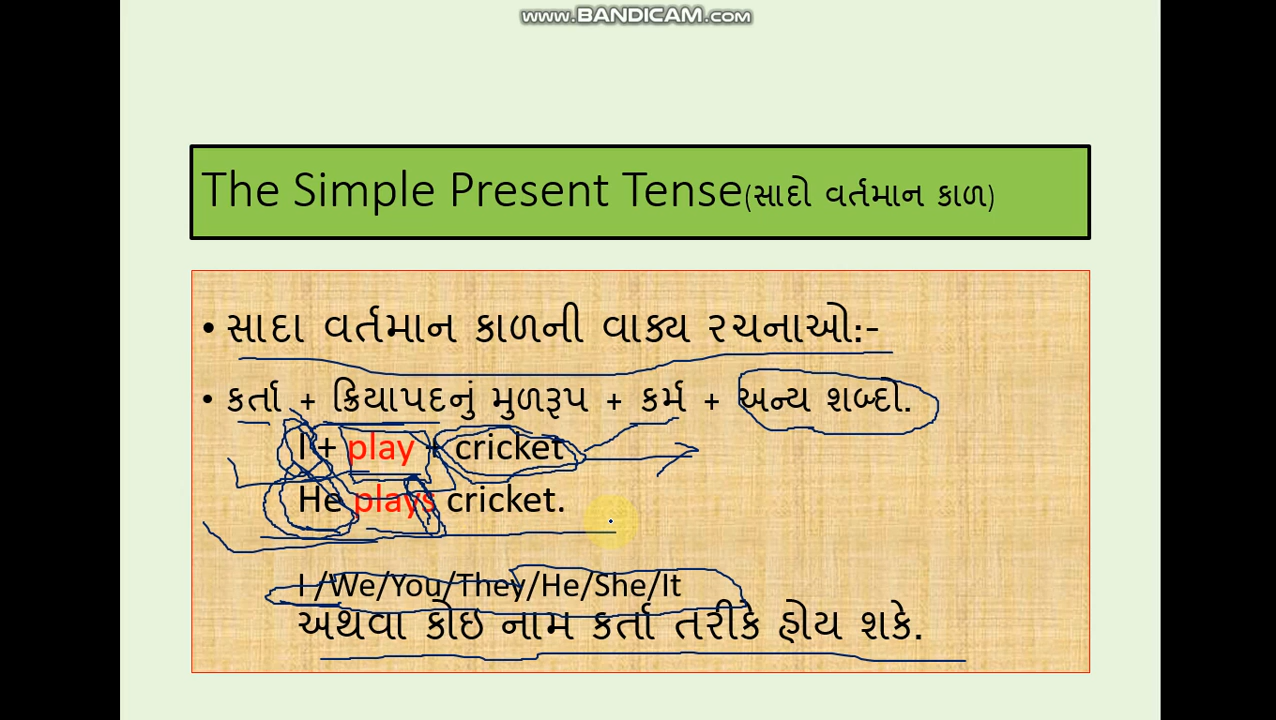 www.BANDICAM.com
The Simple Present Tense(સાદો વર્તમાન કાળ)
• સાદા વર્તમાન કાળની વાક્ય રચનાઓ:-
• કર્તા + ક્રિયાપદનું મુળરૂપ + કર્મ + અન્ય શબ્દો.
I + play + cricket
He plays cricket.
I /We/You/They/He/She/It
અથવા કોઇ નામ કર્તા તરીકે હોય શકે.